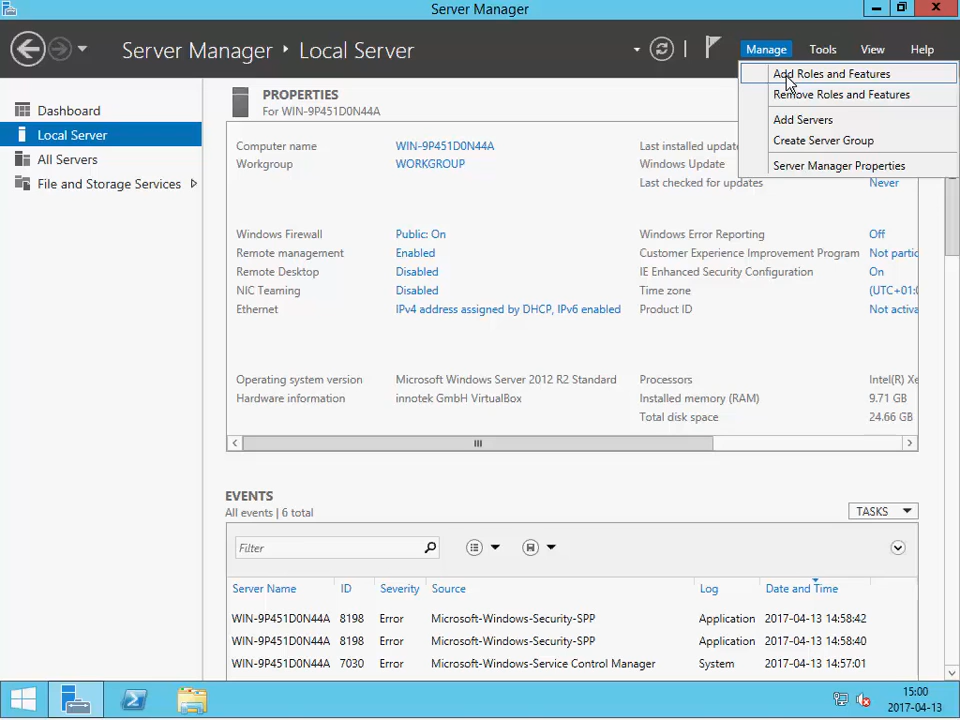 Server Manager
Server Manager ‣ Local Server
Manage Tools View Help
Add Roles and Features
Remove Roles and Features
Add Servers
Create Server Group
Server Manager Properties
Dashboard
Local Server
All Servers
File and Storage Services
PROPERTIES
For WIN-9P451D0N44A
Computer name WIN-9P451D0N44A
Workgroup WORKGROUP
Last installed update
Windows Update
Last checked for updates Never
Windows Firewall Public: On
Remote management Enabled
Remote Desktop Disabled
NIC Teaming Disabled
Ethernet IPv4 address assigned by DHCP, IPv6 enabled
Windows Error Reporting Off
Customer Experience Improvement Program Not partic
IE Enhanced Security Configuration On
Time zone (UTC+01:0
Product ID Not activa
Operating system version Microsoft Windows Server 2012 R2 Standard
Hardware information innotek GmbH VirtualBox
Processors Intel(R) Xe
Installed memory (RAM) 9.71 GB
Total disk space 24.66 GB
EVENTS
All events | 6 total
TASKS
Filter
Server Name ID Severity Source Log Date and Time
WIN-9P451D0N44A 8198 Error Microsoft-Windows-Security-SPP Application 2017-04-13 14:58:42
WIN-9P451D0N44A 8198 Error Microsoft-Windows-Security-SPP Application 2017-04-13 14:58:40
WIN-9P451D0N44A 7030 Error Microsoft-Windows-Service Control Manager System 2017-04-13 14:57:01
15:00
2017-04-13